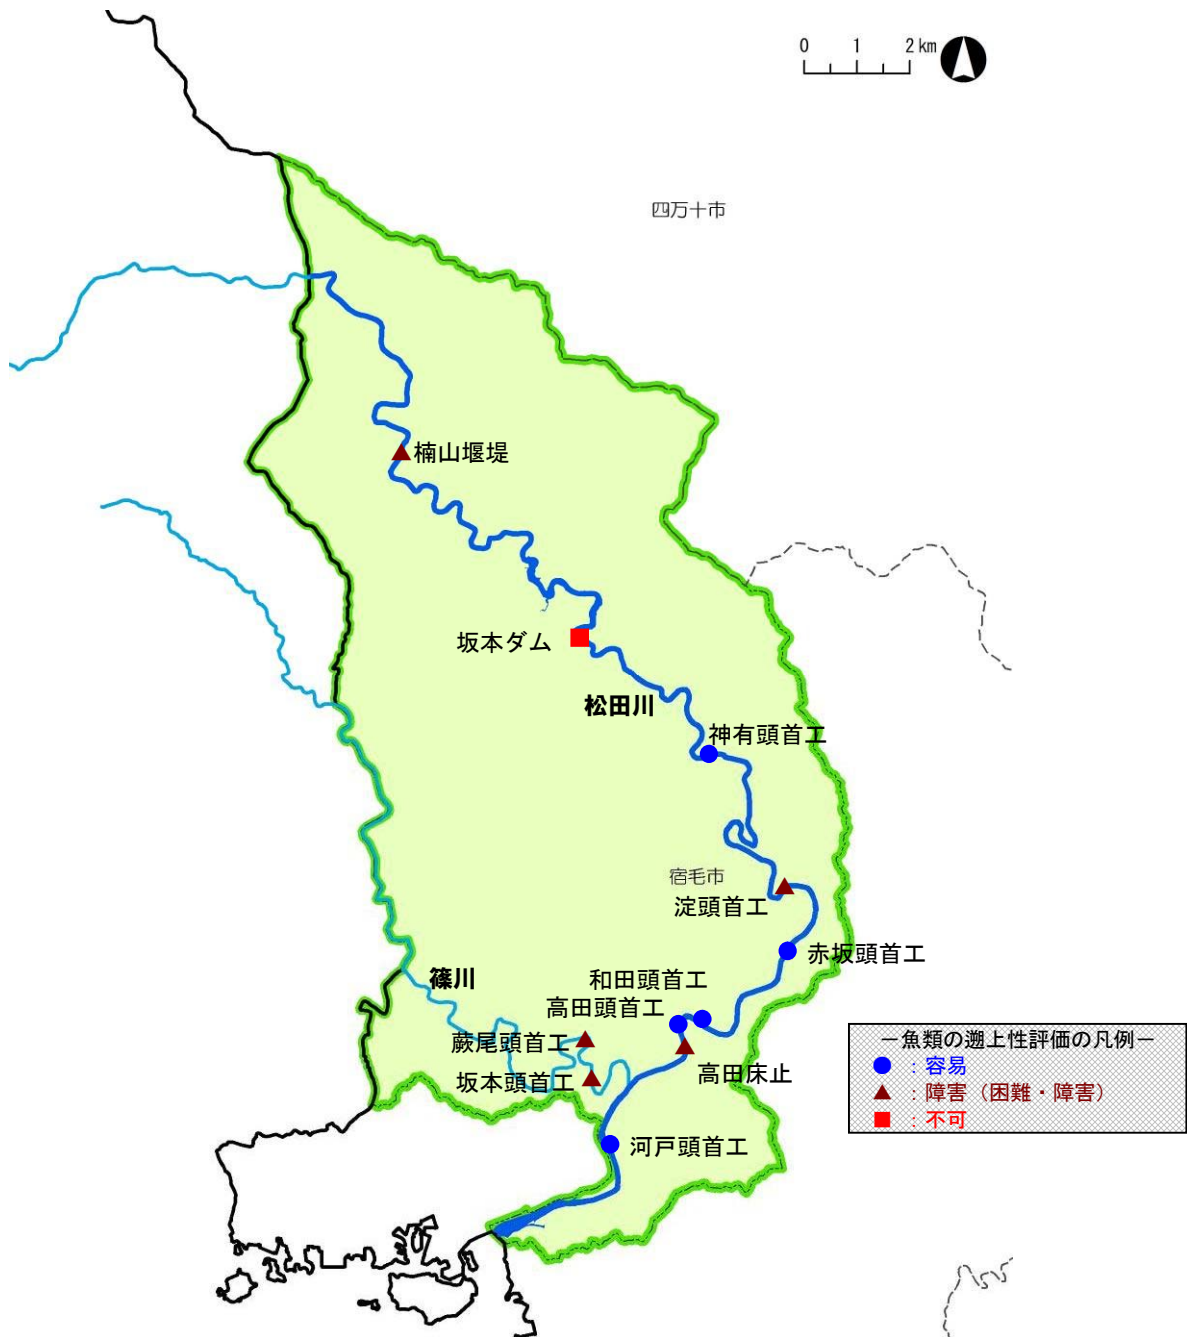 0 1 2 km
四万十市
楠山堰堤
坂本ダム
松田川
神有頭首工
宿毛市
淀頭首工
赤坂頭首工
和田頭首工
篠川
高田頭首工
蕨尾頭首工
高田床止
坂本頭首工
河戸頭首工
－魚類の遡上性評価の凡例－
：容易
：障害（困難・障害）
：不可